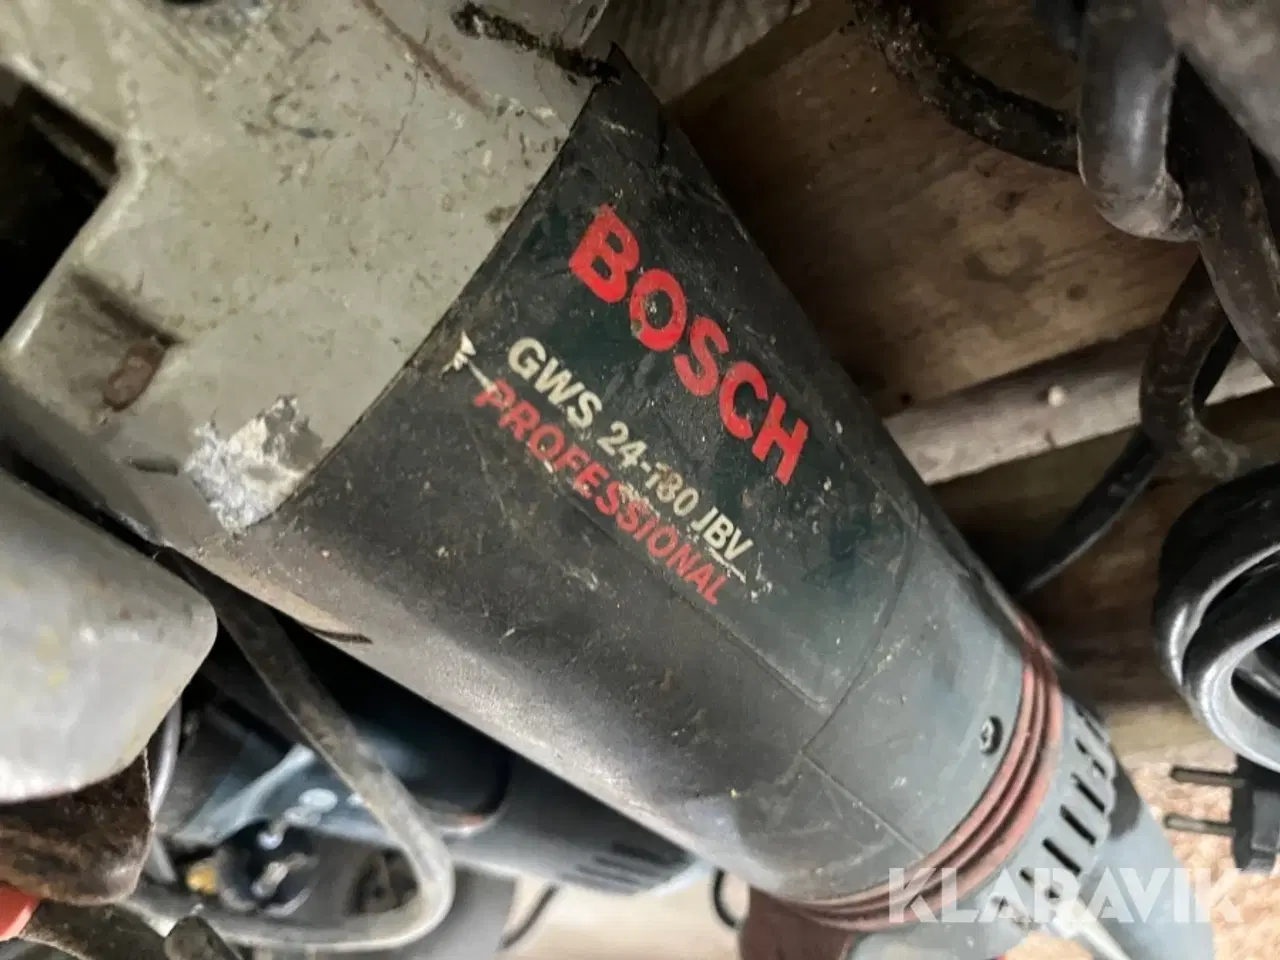 BOSCH
GWS 24-180 JBV
PROFESSIONAL
KLARAVIK